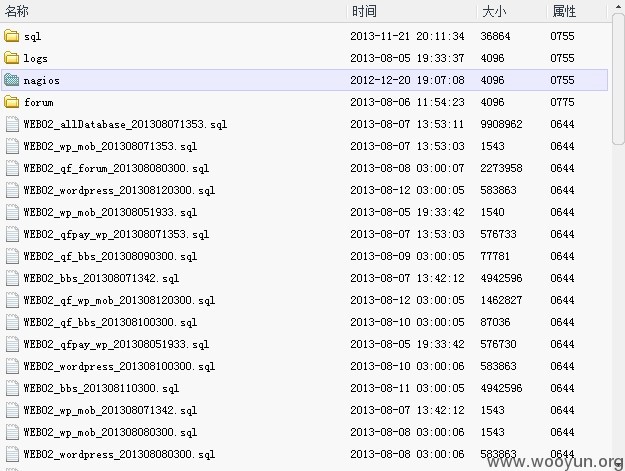 名称 时间 大小 属性
sql 2013-11-21 20:11:34 36864 0755
logs 2013-08-05 19:33:37 4096 0755
nagios 2012-12-20 19:07:08 4096 0755
forum 2013-08-06 11:54:23 4096 0775
WEB02_allDatabase_201308071353.sql 2013-08-07 13:53:11 9908962 0644
WEB02_wp_mob_201308071353.sql 2013-08-07 13:53:03 1543 0644
WEB02_qf_forum_201308080300.sql 2013-08-08 03:00:07 2273958 0644
WEB02_wordpress_201308120300.sql 2013-08-12 03:00:05 583863 0644
WEB02_wp_mob_201308051933.sql 2013-08-05 19:33:42 1540 0644
WEB02_qfpay_wp_201308071353.sql 2013-08-07 13:53:03 576733 0644
WEB02_qf_bbs_201308090300.sql 2013-08-09 03:00:05 77781 0644
WEB02_bbs_201308071342.sql 2013-08-07 13:42:12 4942596 0644
WEB02_qf_wp_mob_201308120300.sql 2013-08-12 03:00:05 1462827 0644
WEB02_qf_bbs_201308100300.sql 2013-08-10 03:00:05 87036 0644
WEB02_qfpay_wp_201308051933.sql 2013-08-05 19:33:42 576730 0644
WEB02_wordpress_201308100300.sql 2013-08-10 03:00:06 583863 0644
WEB02_bbs_201308110300.sql 2013-08-11 03:00:05 4942596 0644
WEB02_wp_mob_201308071342.sql 2013-08-07 13:42:12 1543 0644
WEB02_wp_mob_201308080300.sql 2013-08-08 03:00:06 1543 0644
WEB02_wordpress_201308080300.sql 2013-08-08 03:00:06 583863 0644
www.wooyun.org